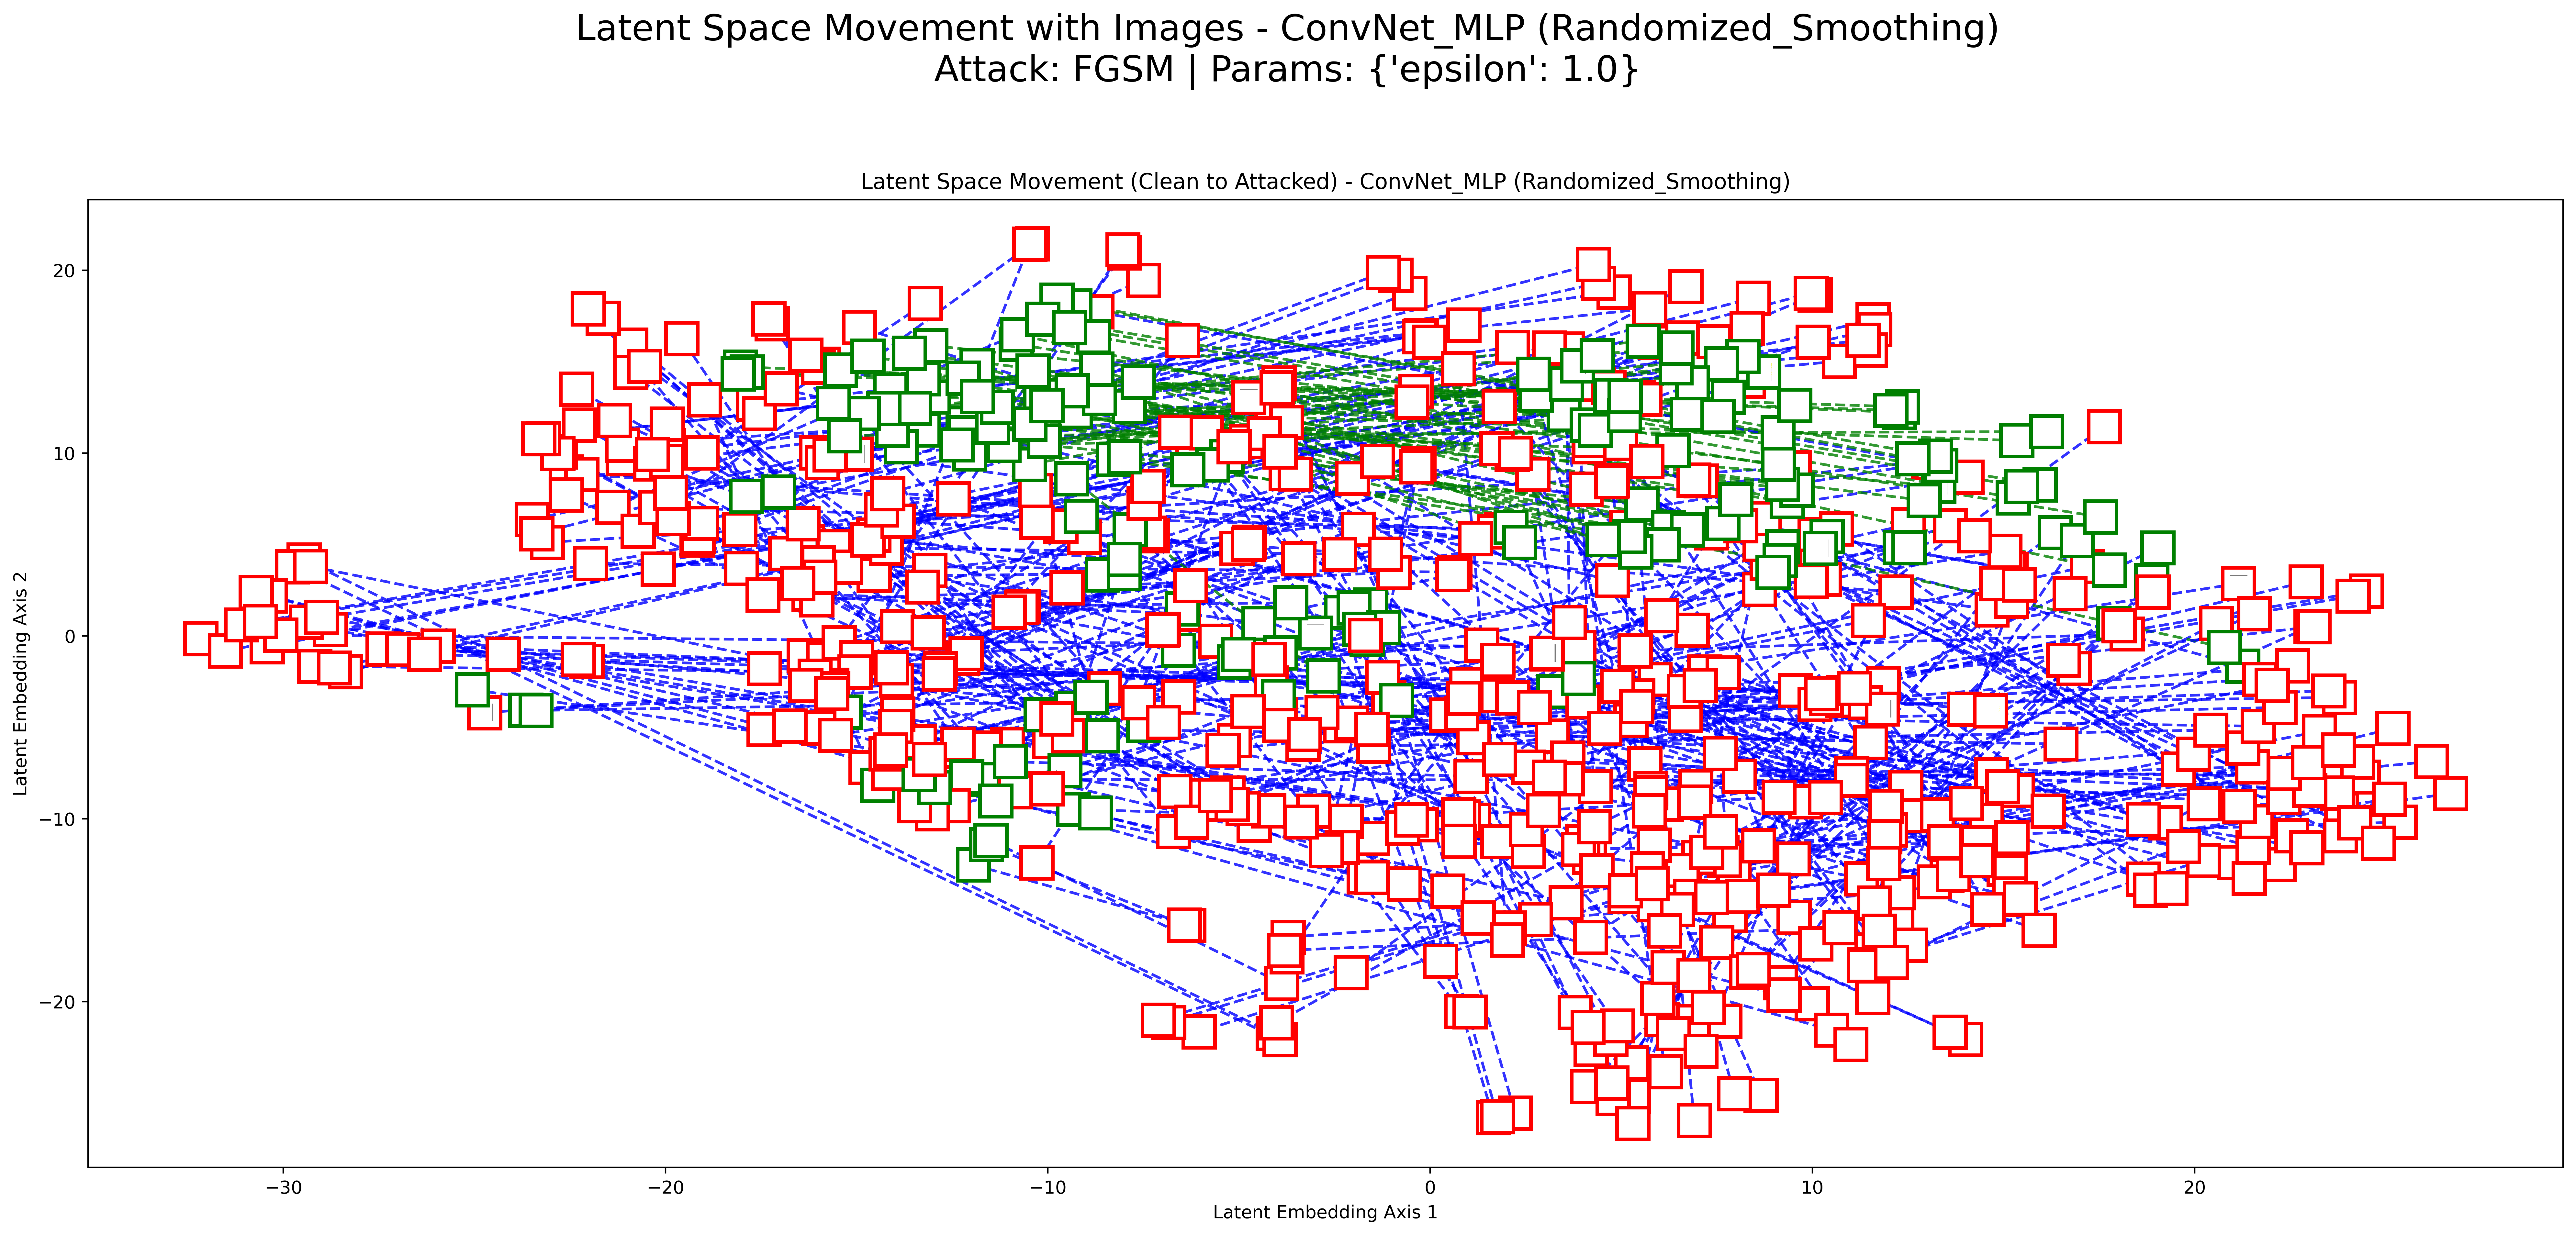 Latent Space Movement with Images - ConvNet_MLP (Randomized_Smoothing)
Attack: FGSM | Params: {'epsilon': 1.0}
Latent Space Movement (Clean to Attacked) - ConvNet_MLP (Randomized_Smoothing)
Latent Embedding Axis 2
20
10
0
−10
−20
−30
−20
−10
0
10
20
Latent Embedding Axis 1